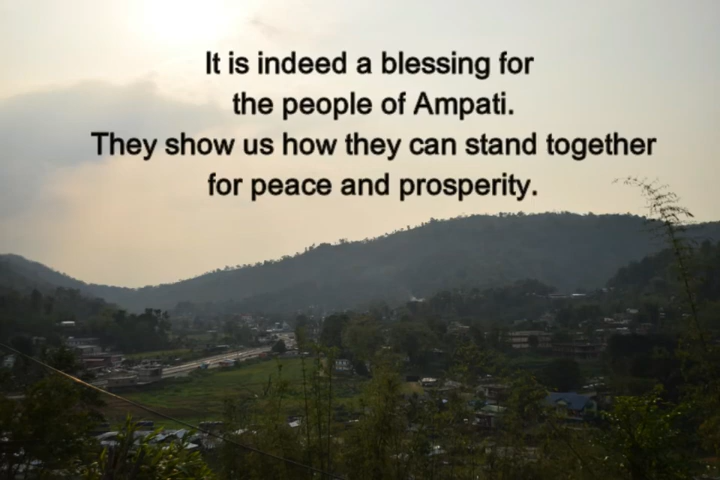 It is indeed a blessing for
the people of Ampati.
They show us how they can stand together
for peace and prosperity.